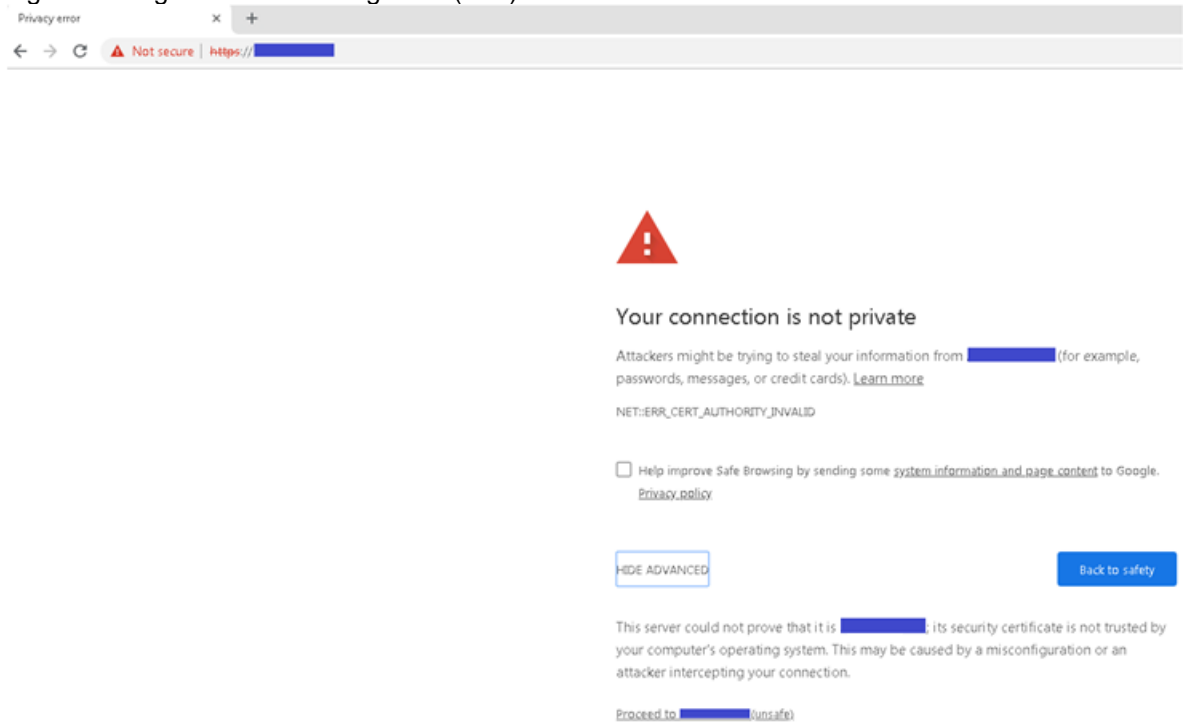 Privacy error
Not secure | https://
Your connection is not private
Attackers might be trying to steal your information from (for example,
passwords, messages, or credit cards). Learn more
NET::ERR_CERT_AUTHORITY_INVALID
Help improve Safe Browsing by sending some system information and page content to Google.
Privacy policy
HIDE ADVANCED
Back to safety
This server could not prove that it is ; its security certificate is not trusted by
your computer's operating system. This may be caused by a misconfiguration or an
attacker intercepting your connection.
Proceed to (unsafe)